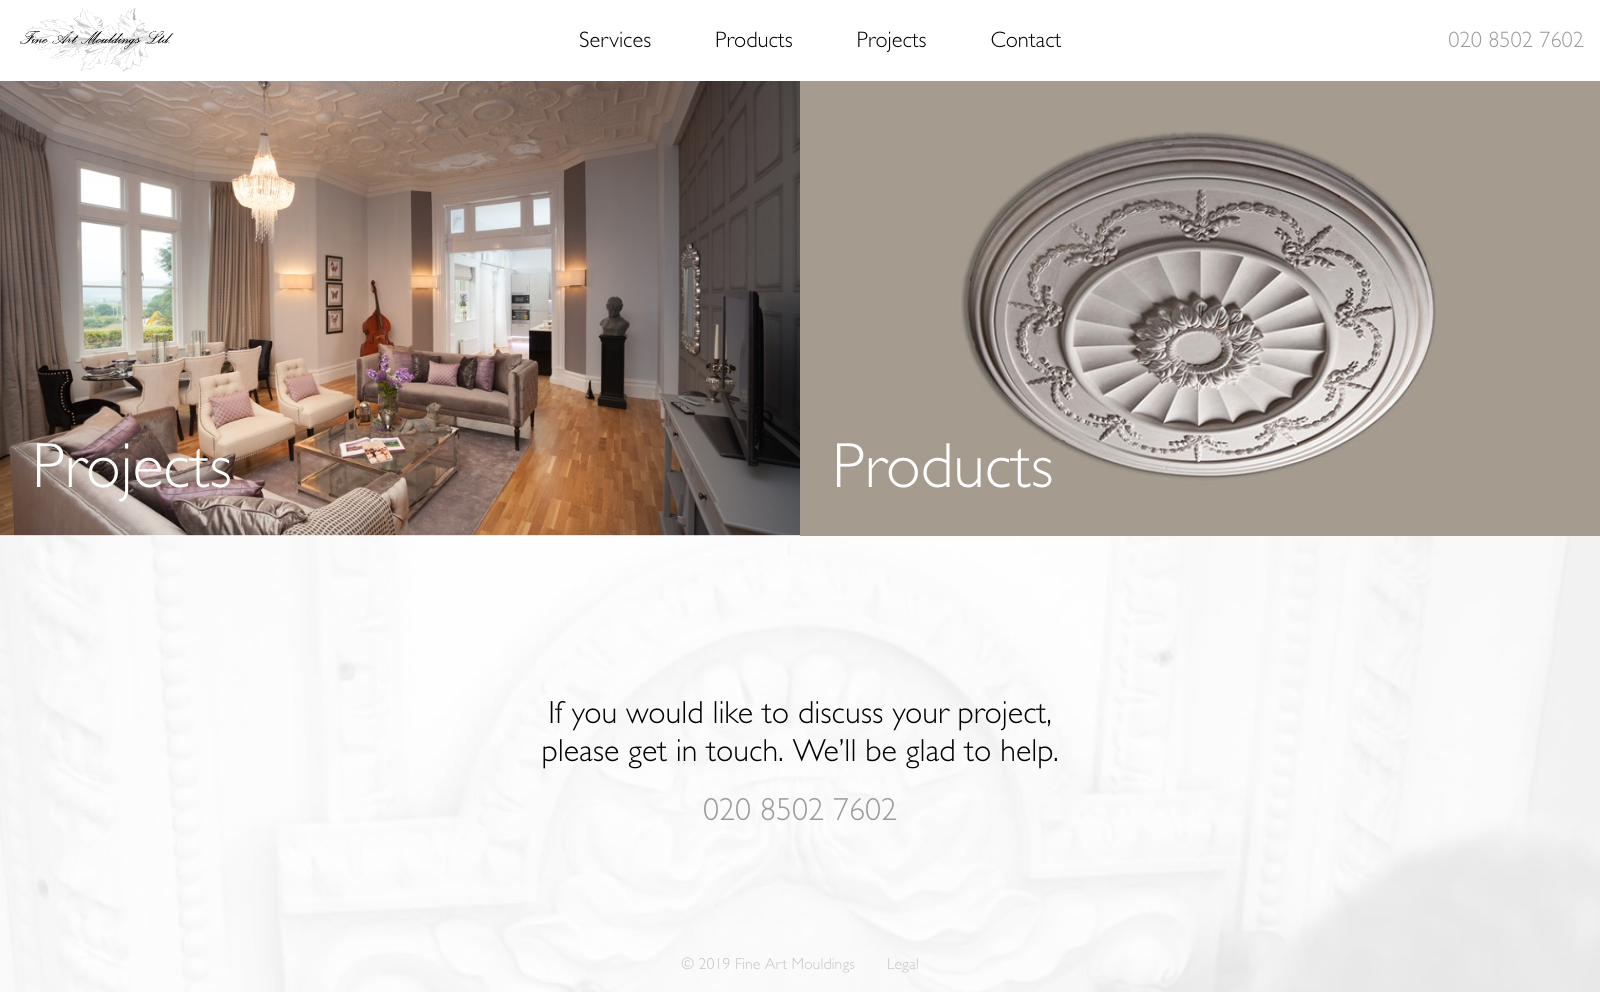 Fine Art Mouldings Ltd.
Services
Products
Projects
Contact
020 8502 7602
Projects
Products
If you would like to discuss your project,
please get in touch. We’ll be glad to help.
020 8502 7602
© 2019 Fine Art Mouldings
Legal